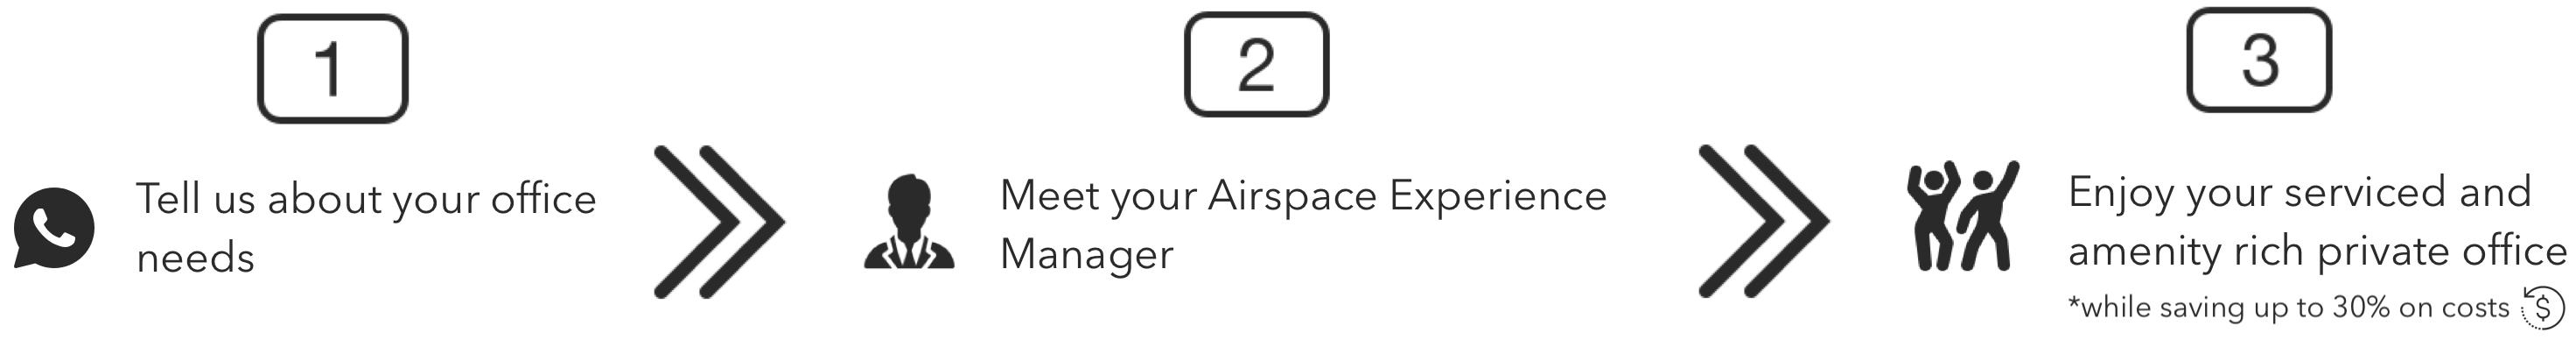 1
Tell us about your office
needs
2
Meet your Airspace Experience
Manager
3
Enjoy your serviced and
amenity rich private office
*while saving up to 30% on costs $